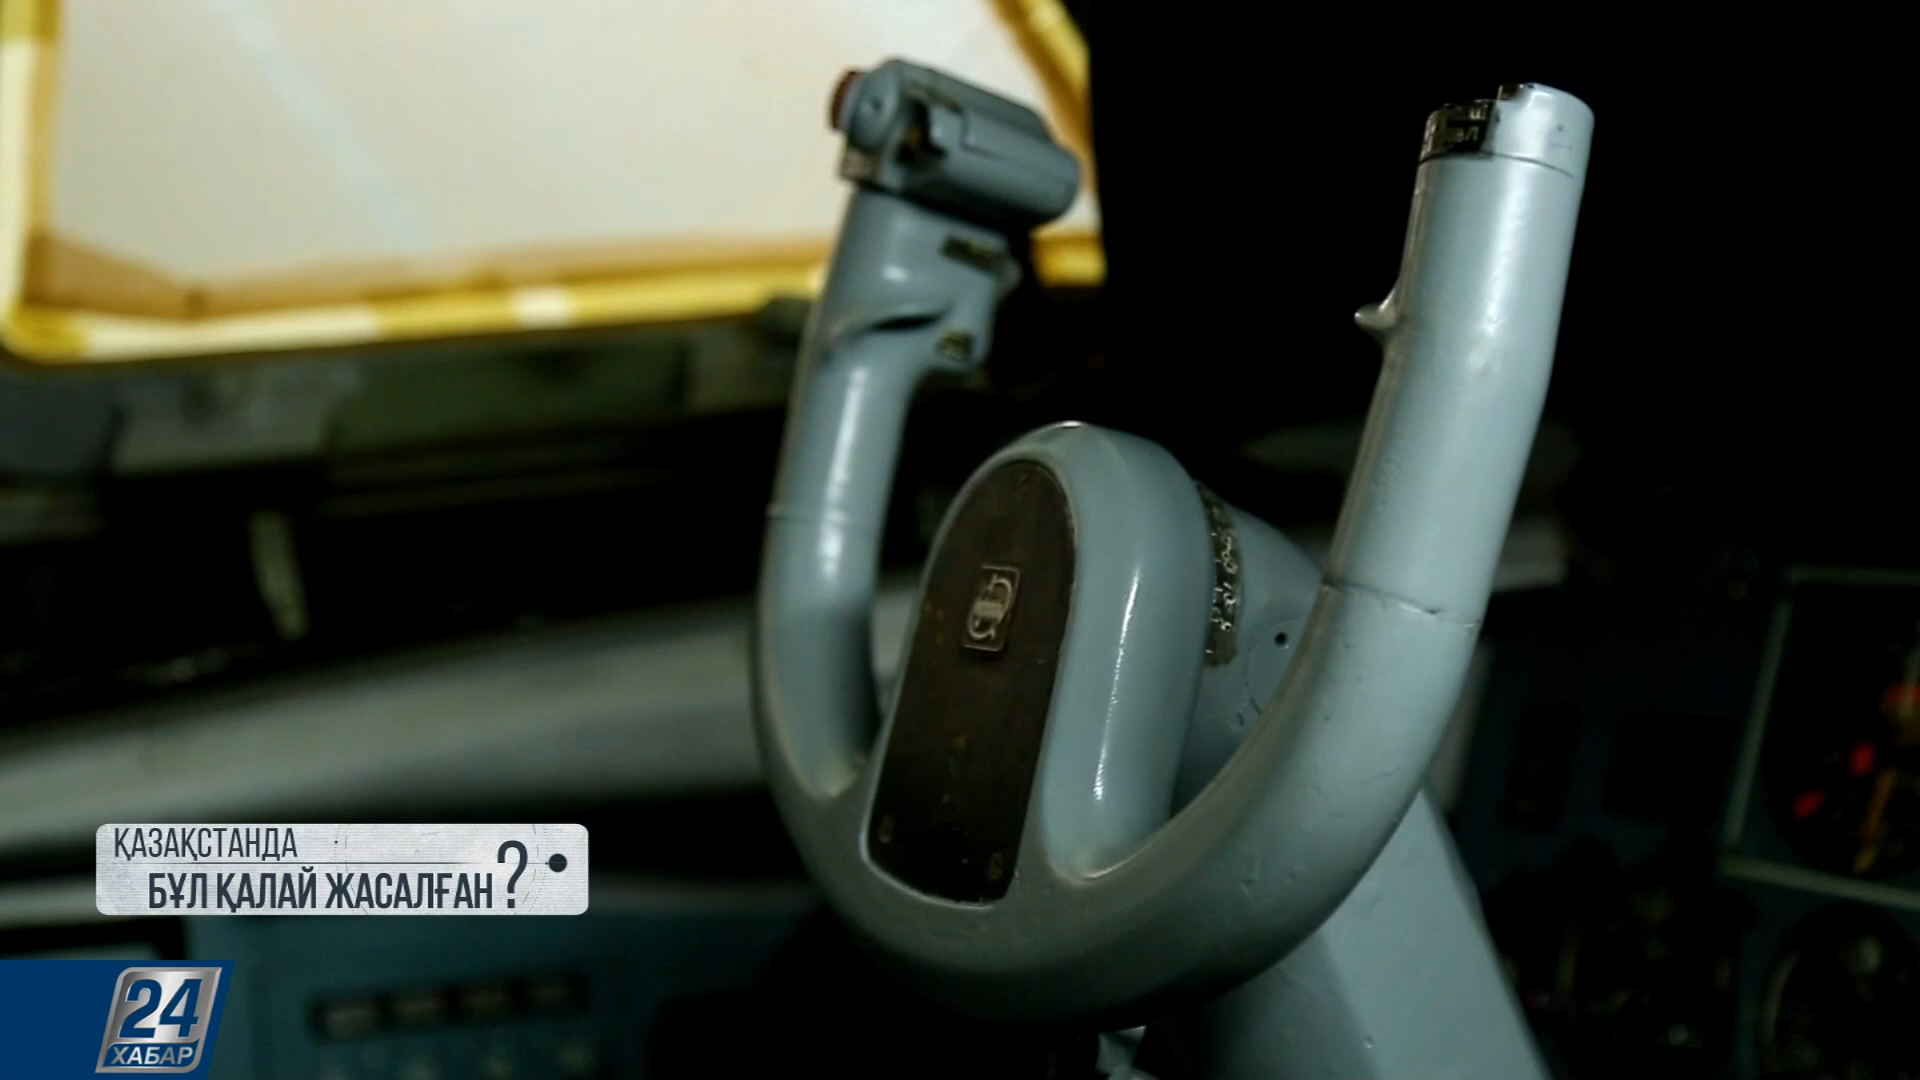 ҚАЗАҚСТАНДА
БҰЛ ҚАЛАЙ ЖАСАЛҒАН?
24
ХАБАР